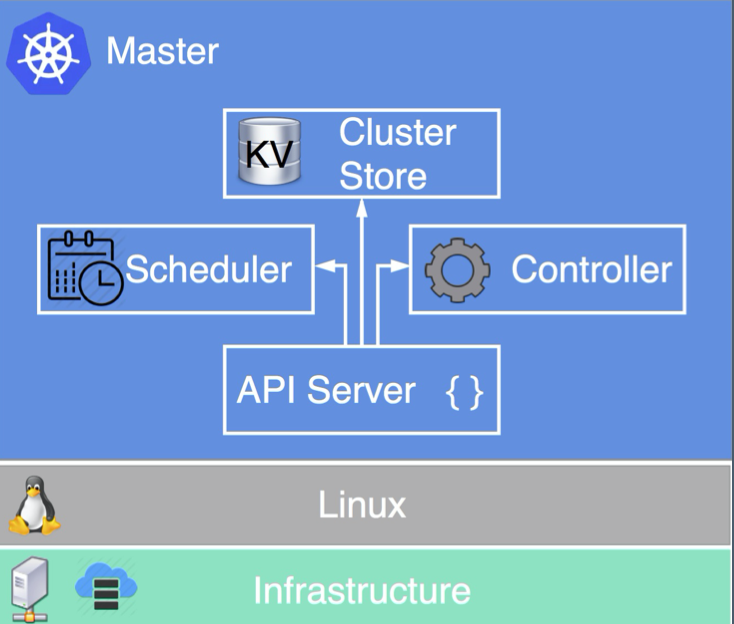 Master
KV
Cluster
Store
Scheduler
Controller
API Server { }
Linux
Infrastructure